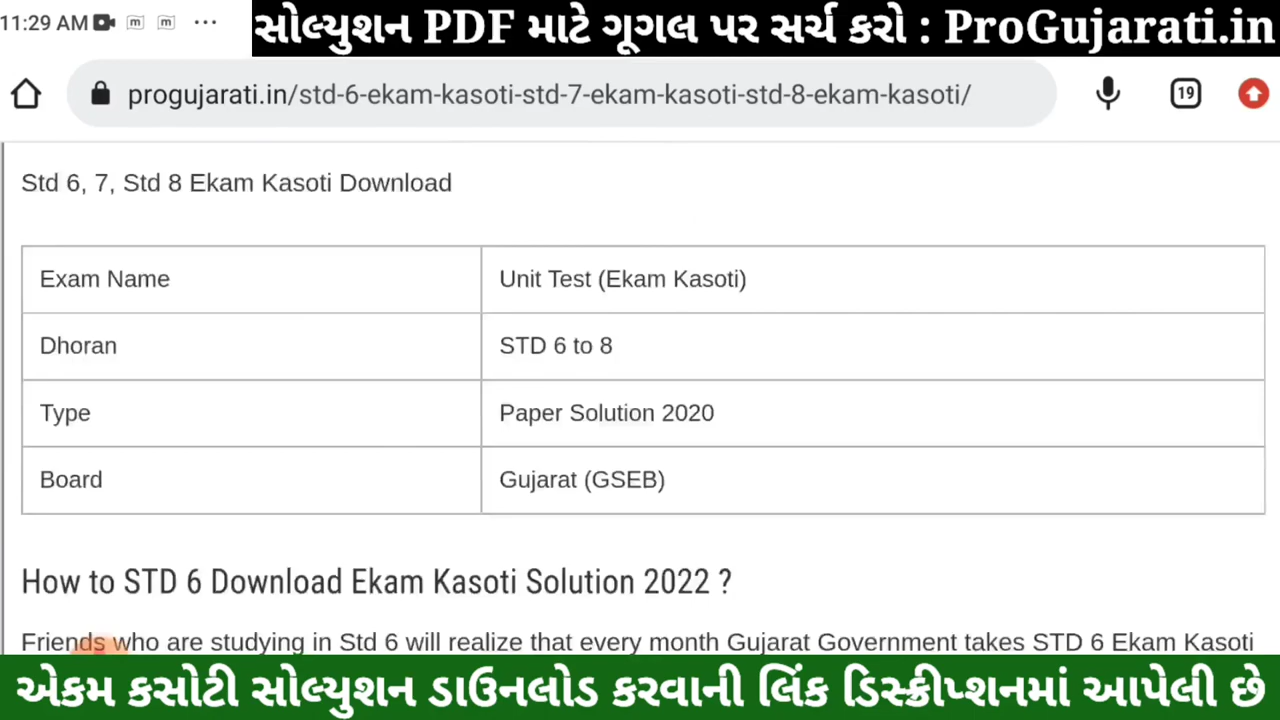 11:29 AM
સોલ્યુશન PDF માટે ગૂગલ પર સર્ચ કરો : ProGujarati.in
progujarati.in/std-6-ekam-kasoti-std-7-ekam-kasoti-std-8-ekam-kasoti/
19
Std 6, 7, Std 8 Ekam Kasoti Download
Exam Name Unit Test (Ekam Kasoti)
Dhoran STD 6 to 8
Type Paper Solution 2020
Board Gujarat (GSEB)
How to STD 6 Download Ekam Kasoti Solution 2022 ?
Friends who are studying in Std 6 will realize that every month Gujarat Government takes STD 6 Ekam Kasoti
એકમ કસોટી સોલ્યુશન ડાઉનલોડ કરવાની લિંક ડિસ્ક્રીપ્શનમાં આપેલી છે